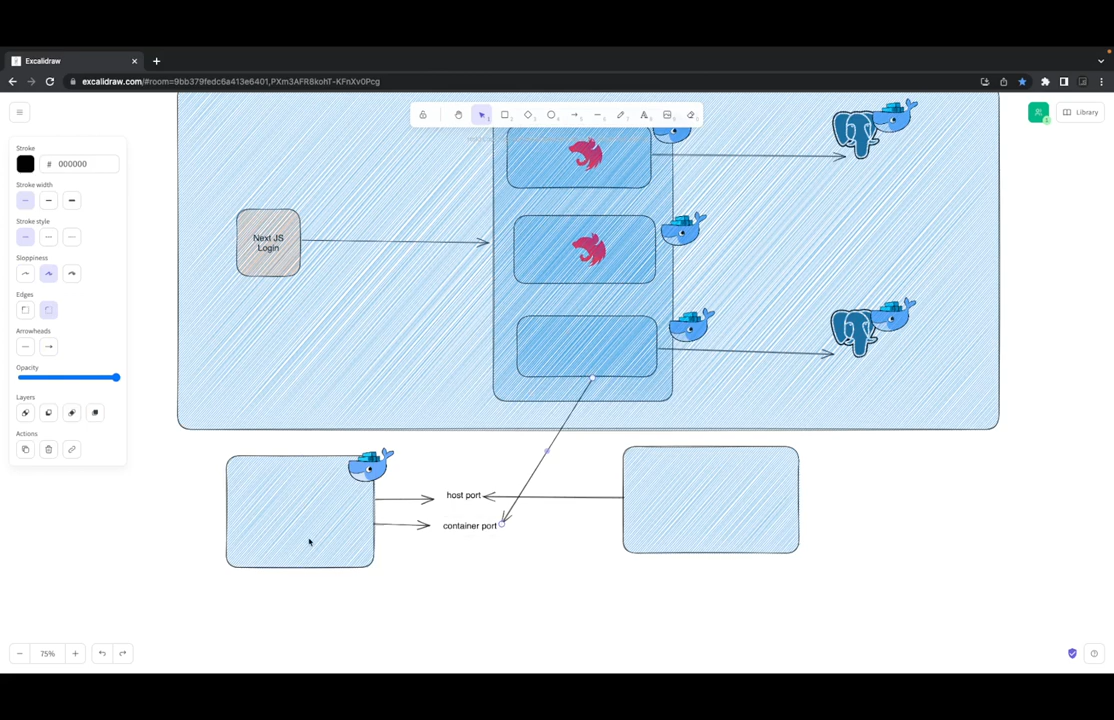 Excalidraw
excalidraw.com/#room=9bb379fedc6a413e6401,PXm3AFR8kohT-KFnXv0Pcg
Library
Stroke
# 000000
Stroke width
Stroke style
Sloppiness
Edges
Arrowheads
Opacity
Layers
Actions
Next JS
Login
host port
container port
75%